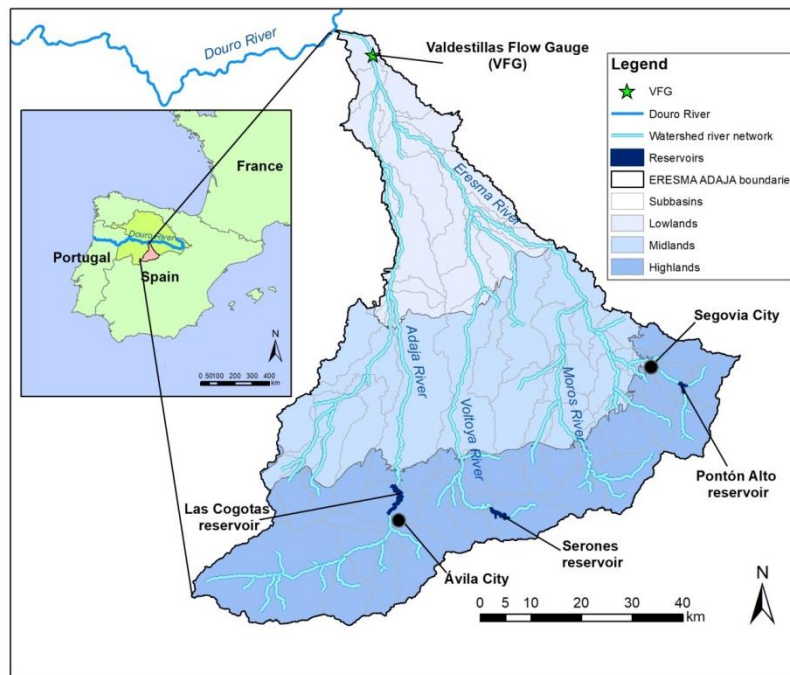 Douro River
Valdestillas Flow Gauge
(VFG)
Legend
VFG
Douro River
Watershed river network
Reservoirs
ERESMA ADAJA boundarie
Subbasins
Lowlands
Midlands
Highlands
France
Douro River
Portugal
Spain
N
0 50100 200 300 400
km
Eresma River
Adaja River
Voltoya River
Moros River
Segovia City
Pontón Alto
reservoir
Las Cogotas
reservoir
Serones
reservoir
Ávila City
N
0 5 10 20 30 40
km